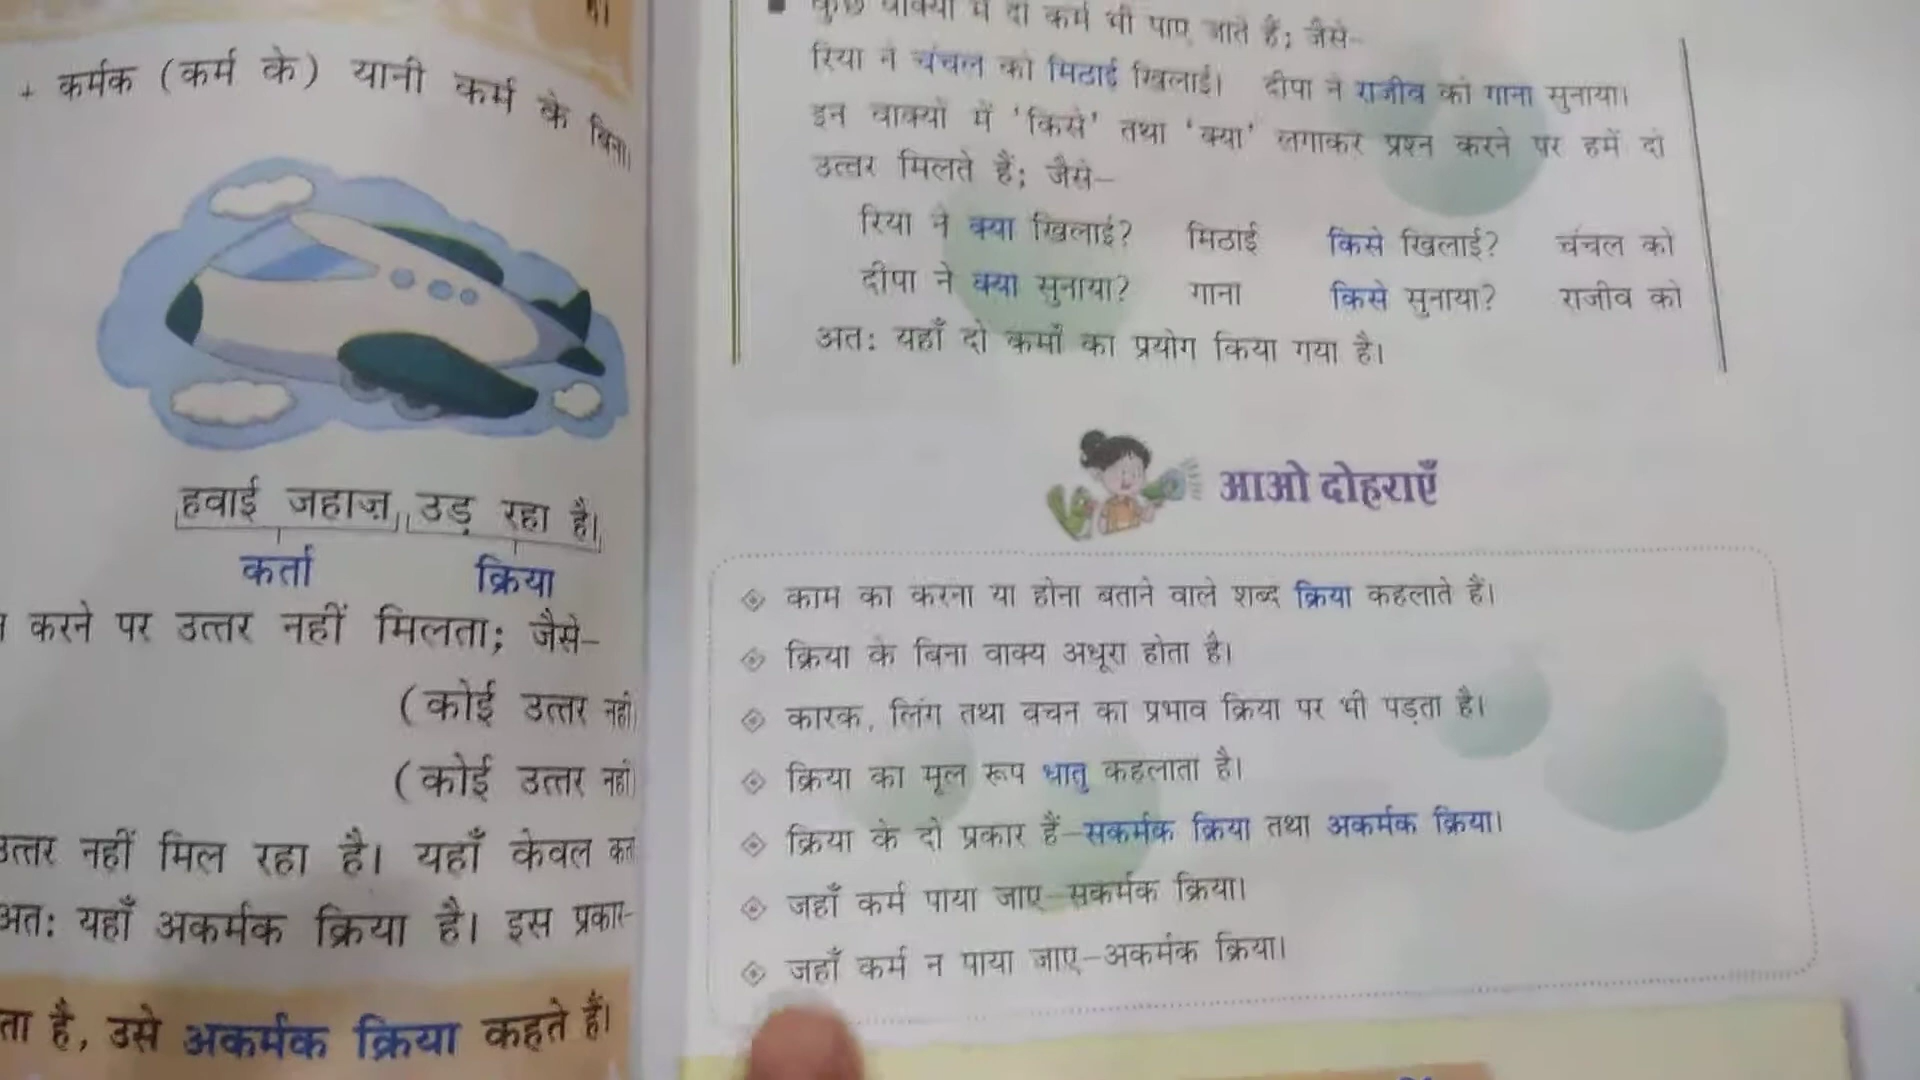 + कर्मक (कर्म के) यानी कर्म के बिना।
हवाई जहाज़ उड़ रहा है।
कर्ता क्रिया
करने पर उत्तर नहीं मिलता; जैसे–
(कोई उत्तर नहीं
(कोई उत्तर नहीं
उत्तर नहीं मिल रहा है। यहाँ केवल
अत: यहाँ अकर्मक क्रिया है। इस प्रकार-
ता है, उसे अकर्मक क्रिया कहते हैं।
कुछ वाक्यों में दो कर्म भी पाए जाते हैं; जैसे–
रिया ने चंचल को मिठाई खिलाई। दीपा ने राजीव को गाना सुनाया।
इन वाक्यों में 'किसे' तथा 'क्या' लगाकर प्रश्न करने पर हमें दो
उत्तर मिलते हैं; जैसे–
रिया ने क्या खिलाई? मिठाई किसे खिलाई? चंचल को
दीपा ने क्या सुनाया? गाना किसे सुनाया? राजीव को
अत: यहाँ दो कर्मों का प्रयोग किया गया है।
आओ दोहराएँ
काम का करना या होना बताने वाले शब्द क्रिया कहलाते हैं।
क्रिया के बिना वाक्य अधूरा होता है।
कारक, लिंग तथा वचन का प्रभाव क्रिया पर भी पड़ता है।
क्रिया का मूल रूप धातु कहलाता है।
क्रिया के दो प्रकार हैं–सकर्मक क्रिया तथा अकर्मक क्रिया।
जहाँ कर्म पाया जाए–सकर्मक क्रिया।
जहाँ कर्म न पाया जाए–अकर्मक क्रिया।